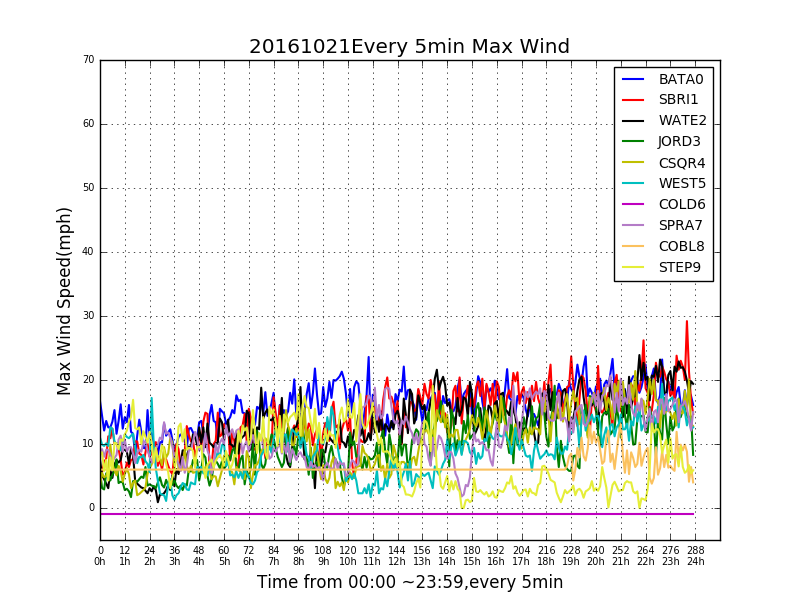 20161021Every 5min Max Wind
70
60
50
40
30
20
10
0
Max Wind Speed(mph)
BATA0
SBRI1
WATE2
JORD3
CSQR4
WEST5
COLD6
SPRA7
COBL8
STEP9
0 12 24 36 48 60 72 84 96 108 120 132 144 156 168 180 192 204 216 228 240 252 264 276 288
0h 1h 2h 3h 4h 5h 6h 7h 8h 9h 10h 11h 12h 13h 14h 15h 16h 17h 18h 19h 20h 21h 22h 23h 24h
Time from 00:00 ~23:59,every 5min